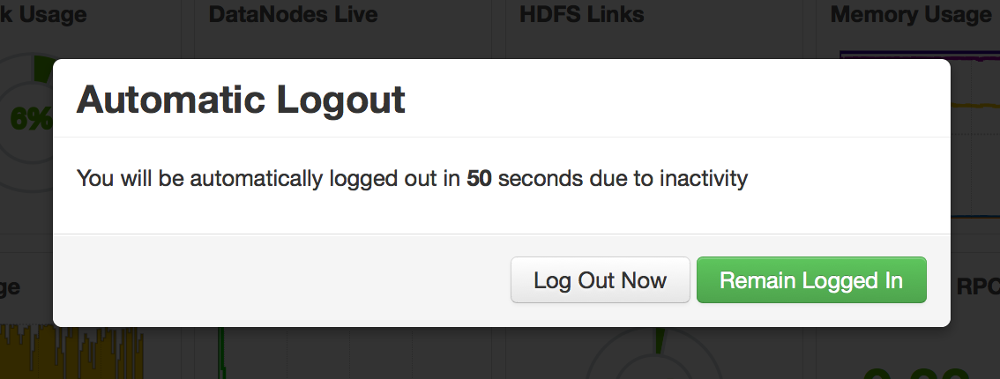 k Usage
DataNodes Live
HDFS Links
Memory Usage
6%
Automatic Logout
You will be automatically logged out in 50 seconds due to inactivity
Log Out Now
Remain Logged In
ge
RPC